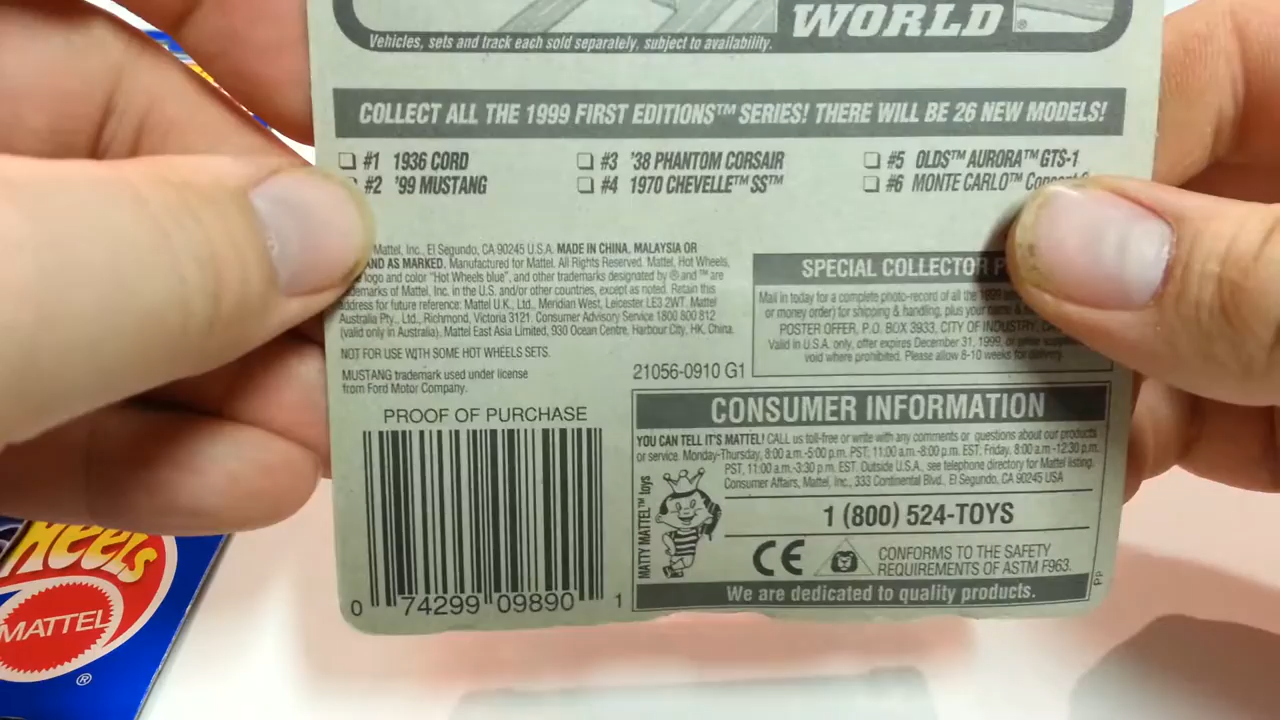 WORLD®
Vehicles, sets and track each sold separately, subject to availability.
COLLECT ALL THE 1999 FIRST EDITIONS™ SERIES! THERE WILL BE 26 NEW MODELS!
#1 1936 CORD
#2 '99 MUSTANG
#3 '38 PHANTOM CORSAIR
#4 1970 CHEVELLE™ SS™
#5 OLDS™ AURORA™ GTS-1
#6 MONTE CARLO™
Mattel, Inc., El Segundo, CA 90245 U.S.A. MADE IN CHINA, MALAYSIA OR
AND AS MARKED. Manufactured for Mattel. All Rights Reserved. Mattel, Hot Wheels,
logo and color "Hot Wheels blue", and other trademarks designated by ® and ™ are
of Mattel, Inc. in the U.S. and/or other countries, except as noted. Retain this
address for future reference: Mattel U.K., Ltd., Meridian West, Leicester LE3 2WT. Mattel
Australia Pty., Ltd., Richmond, Victoria 3121. Consumer Advisory Service 1800 800 812
(valid only in Australia). Mattel East Asia Limited, 930 Ocean Centre, Harbour City, HK, China.
NOT FOR USE WITH SOME HOT WHEELS SETS.
MUSTANG trademark used under license
from Ford Motor Company.
21056-0910 G1
SPECIAL COLLECTOR
Mail in today for a complete photo-record of all the 1999
or money order) for shipping & handling, plus your name &
POSTER OFFER, P.O. BOX 3933, CITY OF INDUSTRY,
Valid in U.S.A. only, offer expires December 31, 1999, or
void where prohibited. Please allow 8-10 weeks for delivery.
PROOF OF PURCHASE
0 74299 09890 1
CONSUMER INFORMATION
YOU CAN TELL IT'S MATTEL! CALL us toll-free or write with any comments or questions about our products
or service. Monday-Thursday, 8:00 a.m.-5:00 p.m. PST, 11:00 a.m.-8:00 p.m. EST. Friday, 8:00 a.m.-12:30 p.m.
PST, 11:00 a.m.-3:30 p.m. EST. Outside U.S.A., see telephone directory for Mattel listing.
Consumer Affairs, Mattel, Inc., 333 Continental Blvd., El Segundo, CA 90245 USA
MATTY MATTEL™ toys
1 (800) 524-TOYS
CE
CONFORMS TO THE SAFETY
REQUIREMENTS OF ASTM F963.
We are dedicated to quality products.
PP
Wheels
MATTEL
®